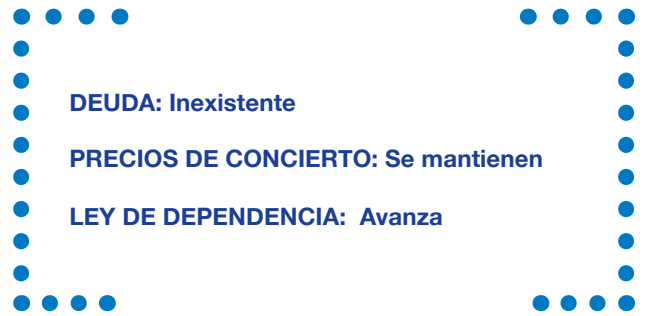 DEUDA: Inexistente
PRECIOS DE CONCIERTO: Se mantienen
LEY DE DEPENDENCIA: Avanza